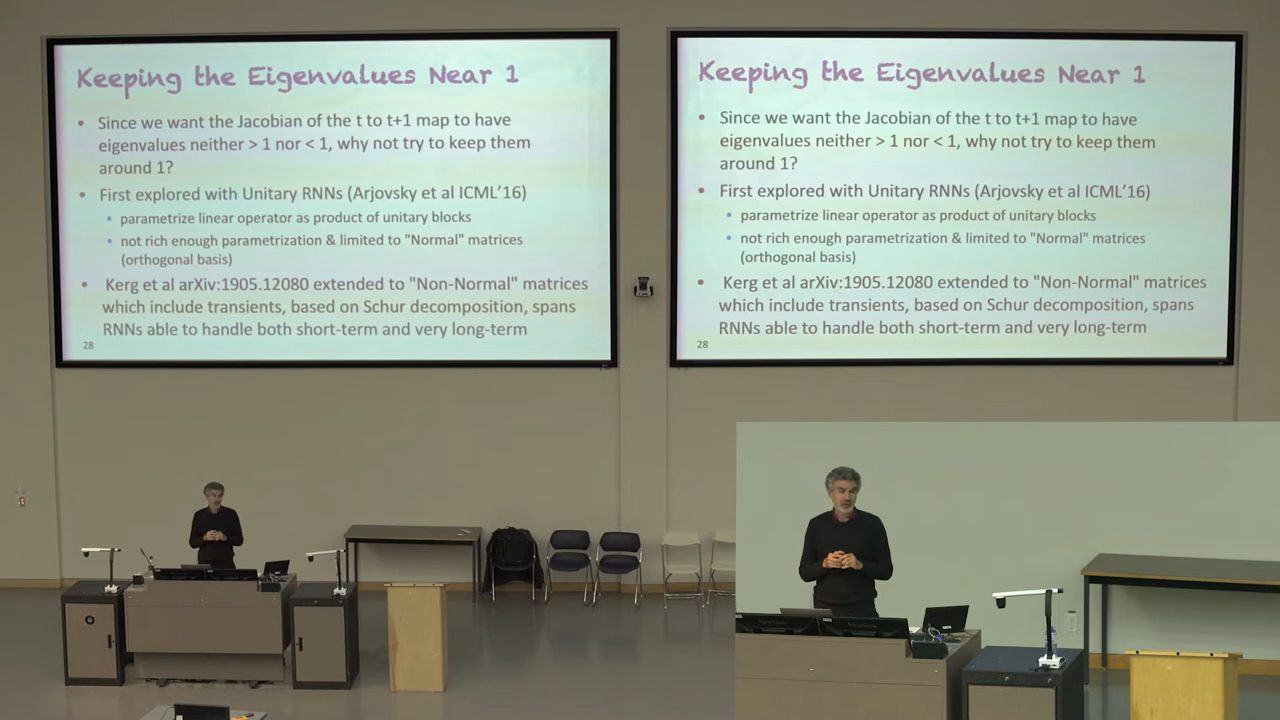 Keeping the Eigenvalues Near 1
• Since we want the Jacobian of the t to t+1 map to have
eigenvalues neither > 1 nor < 1, why not try to keep them
around 1?
• First explored with Unitary RNNs (Arjovsky et al ICML'16)
• parametrize linear operator as product of unitary blocks
• not rich enough parametrization & limited to "Normal" matrices
(orthogonal basis)
• Kerg et al arXiv:1905.12080 extended to "Non-Normal" matrices
which include transients, based on Schur decomposition, spans
RNNs able to handle both short-term and very long-term
28
Keeping the Eigenvalues Near 1
• Since we want the Jacobian of the t to t+1 map to have
eigenvalues neither > 1 nor < 1, why not try to keep them
around 1?
• First explored with Unitary RNNs (Arjovsky et al ICML'16)
• parametrize linear operator as product of unitary blocks
• not rich enough parametrization & limited to "Normal" matrices
(orthogonal basis)
• Kerg et al arXiv:1905.12080 extended to "Non-Normal" matrices
which include transients, based on Schur decomposition, spans
RNNs able to handle both short-term and very long-term
28